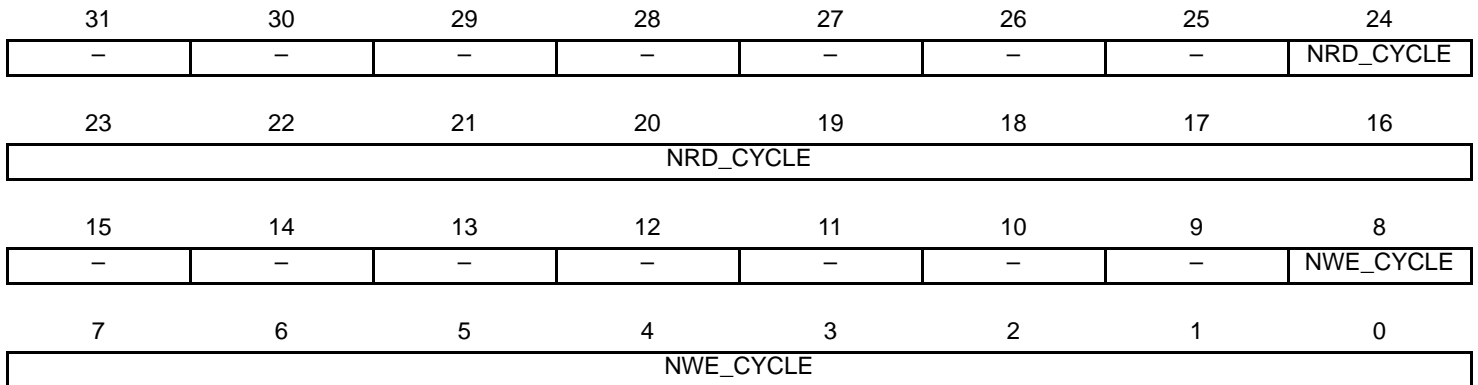 31 30 29 28 27 26 25 24
– – – – – – – NRD_CYCLE
23 22 21 20 19 18 17 16
NRD_CYCLE
15 14 13 12 11 10 9 8
– – – – – – – NWE_CYCLE
7 6 5 4 3 2 1 0
NWE_CYCLE